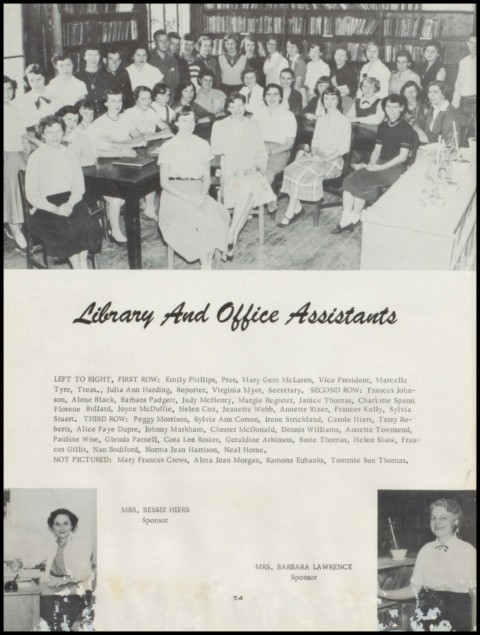 Library And Office Assistants
LEFT TO RIGHT, FIRST ROW: Emily Phillips, Pres, Mary Gem McLaren, Vice President, Marcelle
Tyre, Treas., Julia Ann Harding, Reporter, Virginia Myer, Secretary. SECOND ROW: Frances John-
son, Alene Black, Barbara Padgett, Judy McHenry, Margie Register, Janice Thomas, Charlotte Spano,
Florene Bullard, Joyce McDuffie, Helen Cox, Jeanette Webb, Annette Rizer, Frances Kelly, Sylvia
Stuart. THIRD ROW: Peggy Morrison, Sylvia Ann Conon, Irene Strickland, Carole Hiers, Terry Ro-
berts, Alice Faye Dupre, Johnny Markham, Chester McDonald, Dennis Williams, Annette Townsend,
Pauline Wise, Glenda Parnell, Cora Lee Rosier, Geraldine Atkinson, Susie Thomas, Helen Shaw, Fran-
ces Gillis, Nan Bodiford, Norma Jean Harrison, Neal Horne.
NOT PICTURED: Mary Frances Crews, Alma Jean Morgan, Ramona Eubanks, Tommie Sue Thomas.
MRS. BESSIE HIERS
Sponsor
MRS. BARBARA LAWRENCE
Sponsor
54